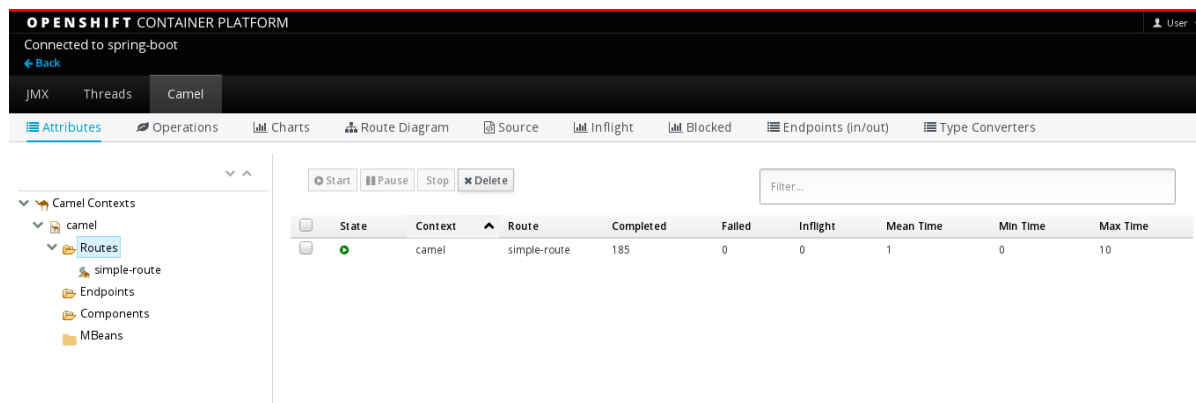 OPENSHIFT CONTAINER PLATFORM
User
Connected to spring-boot
Back
JMX Threads Camel
Attributes Operations Charts Route Diagram Source Inflight Blocked Endpoints (in/out) Type Converters
Start Pause Stop Delete Filter...
Camel Contexts
camel
Routes
simple-route
Endpoints
Components
MBeans
State Context Route Completed Failed Inflight Mean Time Min Time Max Time
camel simple-route 185 0 0 1 0 10